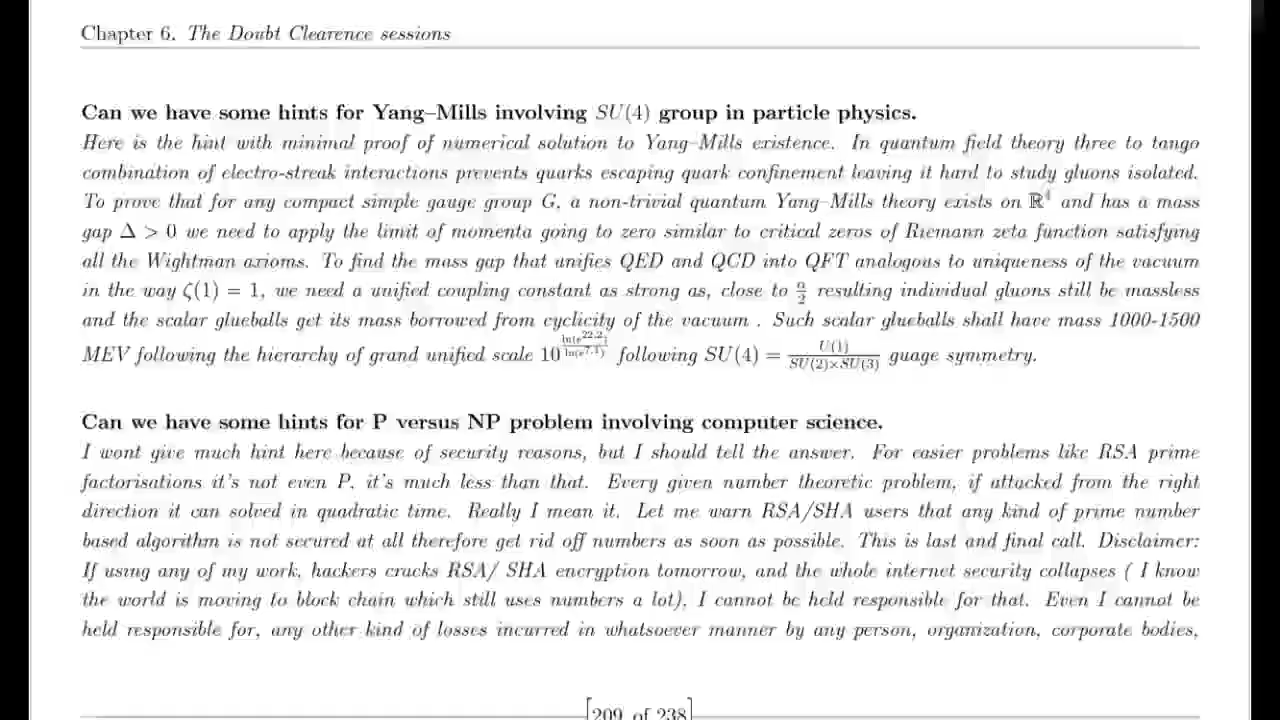 Chapter 6. The Doubt Clearence sessions
Can we have some hints for Yang–Mills involving SU(4) group in particle physics.
Here is the hint with minimal proof of numerical solution to Yang–Mills existence. In quantum field theory three to tango
combination of electro-streak interactions prevents quarks escaping quark confinement leaving it hard to study gluons isolated.
To prove that for any compact simple gauge group G, a non-trivial quantum Yang–Mills theory exists on ℝ⁴ and has a mass
gap Δ > 0 we need to apply the limit of momenta going to zero similar to critical zeros of Riemann zeta function satisfying
all the Wightman axioms. To find the mass gap that unifies QED and QCD into QFT analogous to uniqueness of the vacuum
in the way ζ(1) = 1, we need a unified coupling constant as strong as, close to α/2 resulting individual gluons still be massless
and the scalar glueballs get its mass borrowed from cyclicity of the vacuum . Such scalar glueballs shall have mass 1000-1500
MEV following the hierarchy of grand unified scale 10^(ln(e^22.2)/ln(e^7.1)) following SU(4) = U(1)/(SU(2)×SU(3)) guage symmetry.
Can we have some hints for P versus NP problem involving computer science.
I wont give much hint here because of security reasons, but I should tell the answer. For easier problems like RSA prime
factorisations it's not even P, it's much less than that. Every given number theoretic problem, if attacked from the right
direction it can solved in quadratic time. Really I mean it. Let me warn RSA/SHA users that any kind of prime number
based algorithm is not secured at all therefore get rid off numbers as soon as possible. This is last and final call. Disclaimer:
If using any of my work, hackers cracks RSA/ SHA encryption tomorrow, and the whole internet security collapses ( I know
the world is moving to block chain which still uses numbers a lot), I cannot be held responsible for that. Even I cannot be
held responsible for, any other kind of losses incurred in whatsoever manner by any person, organization, corporate bodies,
[209 of 238]